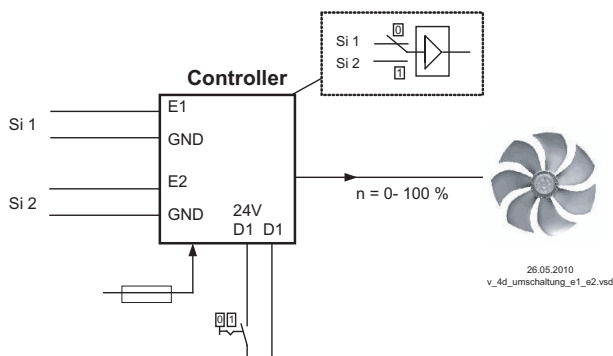 0
Si 1
Si 2
1
Controller
E1
Si 1
GND
E2
Si 2
GND
24V
D1 D1
n = 0- 100 %
0 1
26.05.2010
v_4d_umschaltung_e1_e2.vsd